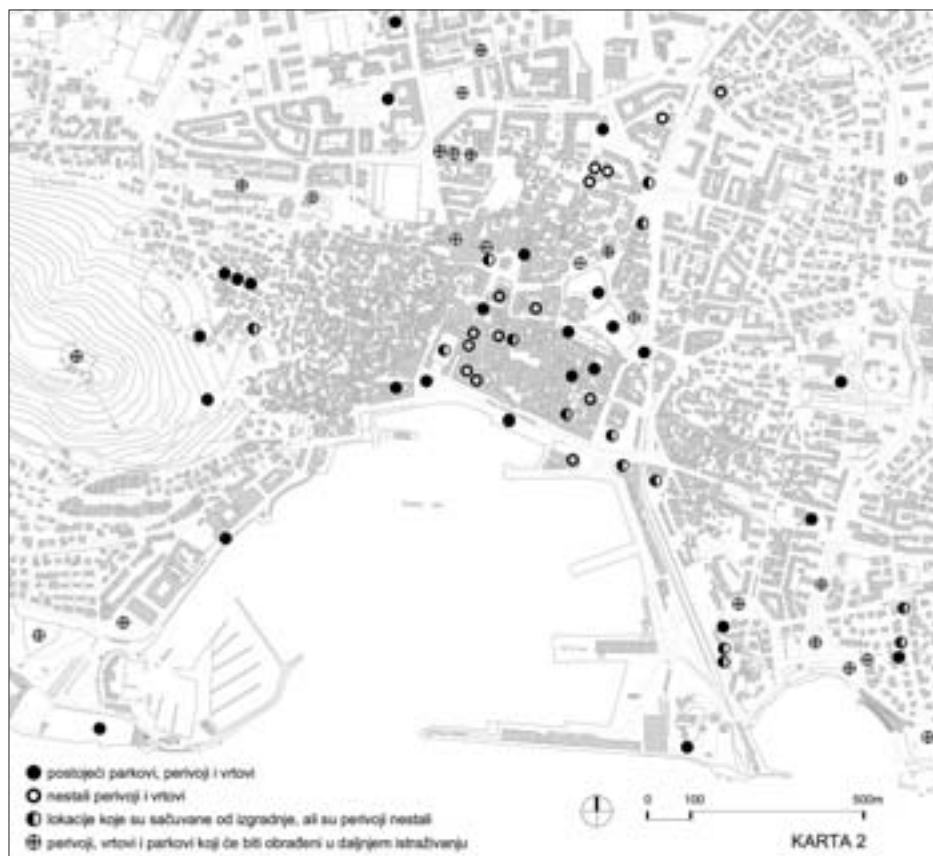 postojeći parkovi, perivoji i vrtovi
nestali perivoji i vrtovi
lokacije koje su sačuvane od izgradnje, ali su perivoji nestali
perivoji, vrtovi i parkovi koji će biti obrađeni u daljnjem istraživanju
0 100 500m
KARTA 2